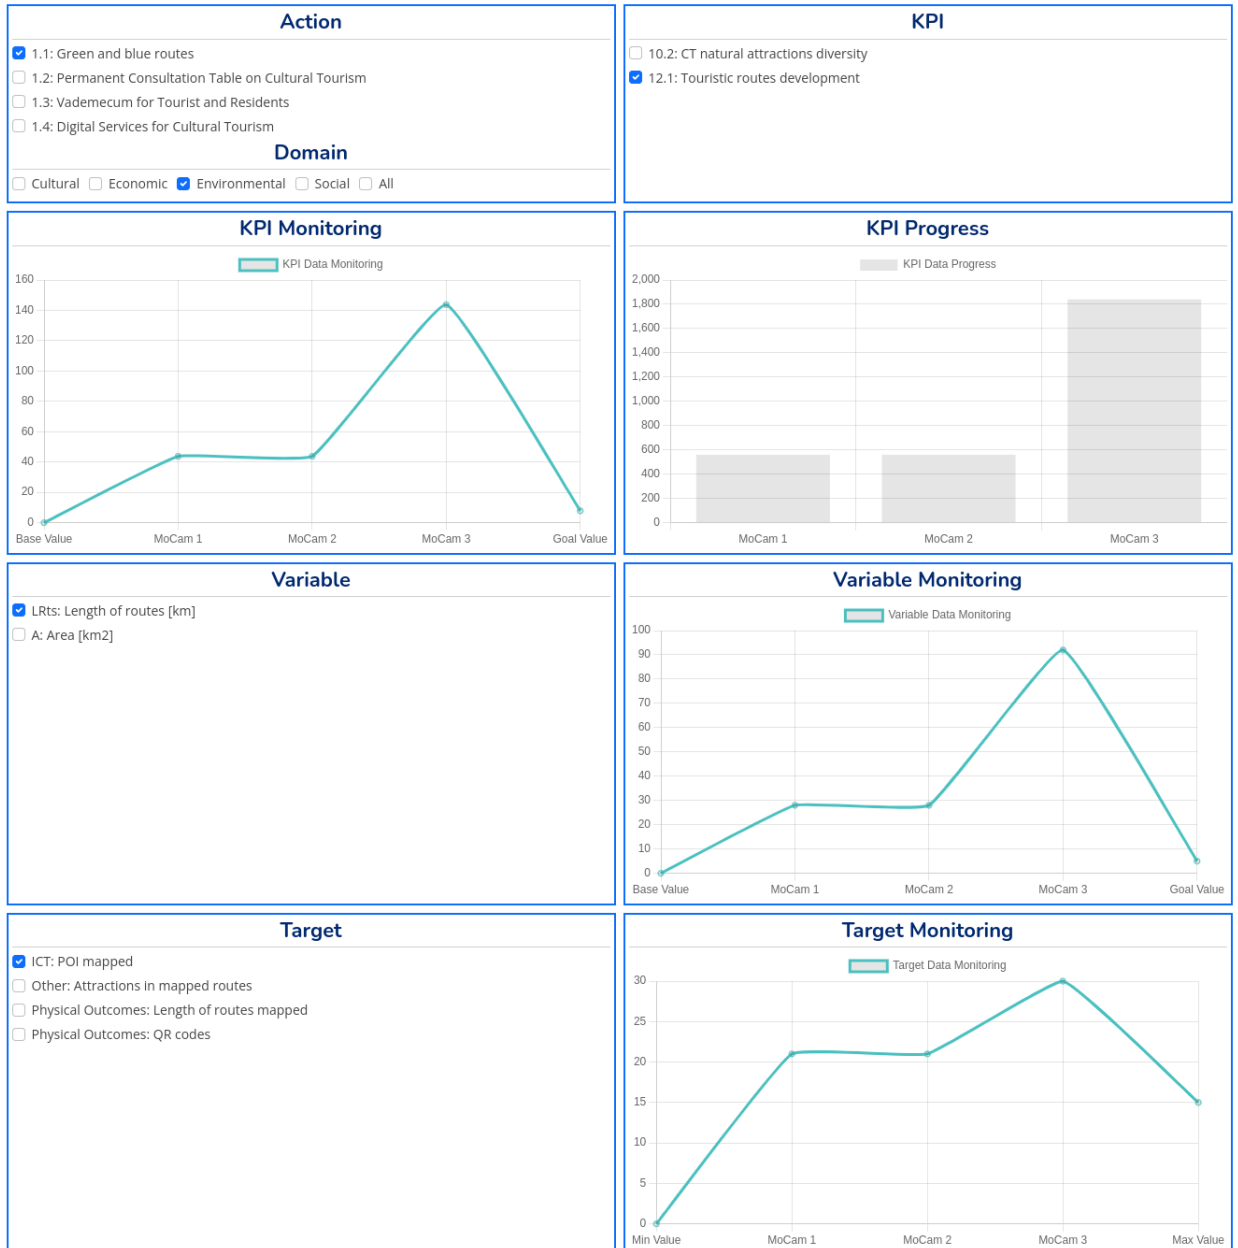 Action
1.1: Green and blue routes
1.2: Permanent Consultation Table on Cultural Tourism
1.3: Vademecum for Tourist and Residents
1.4: Digital Services for Cultural Tourism
Domain
Cultural Economic Environmental Social All
KPI
10.2: CT natural attractions diversity
12.1: Touristic routes development
KPI Monitoring
KPI Data Monitoring
160
140
120
100
80
60
40
20
0
Base Value MoCam 1 MoCam 2 MoCam 3 Goal Value
KPI Progress
KPI Data Progress
2,000
1,800
1,600
1,400
1,200
1,000
800
600
400
200
0
MoCam 1 MoCam 2 MoCam 3
Variable
LRts: Length of routes [km]
A: Area [km2]
Variable Monitoring
Variable Data Monitoring
100
90
80
70
60
50
40
30
20
10
0
Base Value MoCam 1 MoCam 2 MoCam 3 Goal Value
Target
ICT: POI mapped
Other: Attractions in mapped routes
Physical Outcomes: Length of routes mapped
Physical Outcomes: QR codes
Target Monitoring
Target Data Monitoring
30
25
20
15
10
5
0
Min Value MoCam 1 MoCam 2 MoCam 3 Max Value